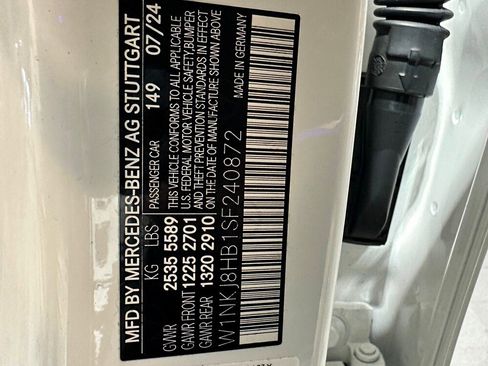 MFD BY MERCEDES-BENZ AG STUTTGART
KG LBS PASSENGER CAR 149 07/24
GVWR 2535 5589 THIS VEHICLE CONFORMS TO ALL APPLICABLE
GAWR FRONT 1225 2701 U.S. FEDERAL MOTOR VEHICLE SAFETY, BUMPER
GAWR REAR 1320 2910 AND THEFT PREVENTION STANDARDS IN EFFECT
ON THE DATE OF MANUFACTURE SHOWN ABOVE
W1NKJ8HB1SF240872 MADE IN GERMANY